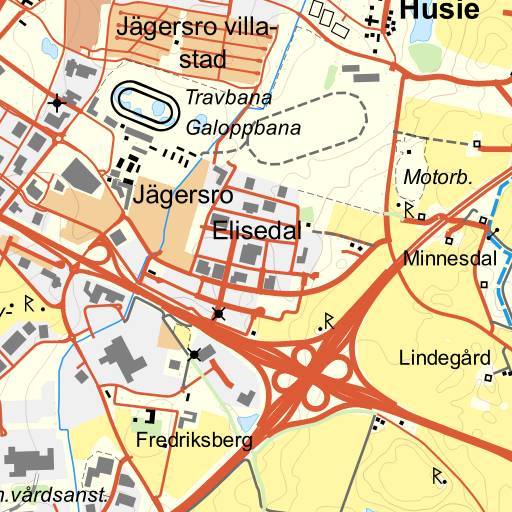 Husie
Jägersro villa-
stad
Travbana
Galoppbana
Motorb.
Jägersro
Elisedal
Minnesdal
Lindegård
Fredriksberg
n.vårdsanst.